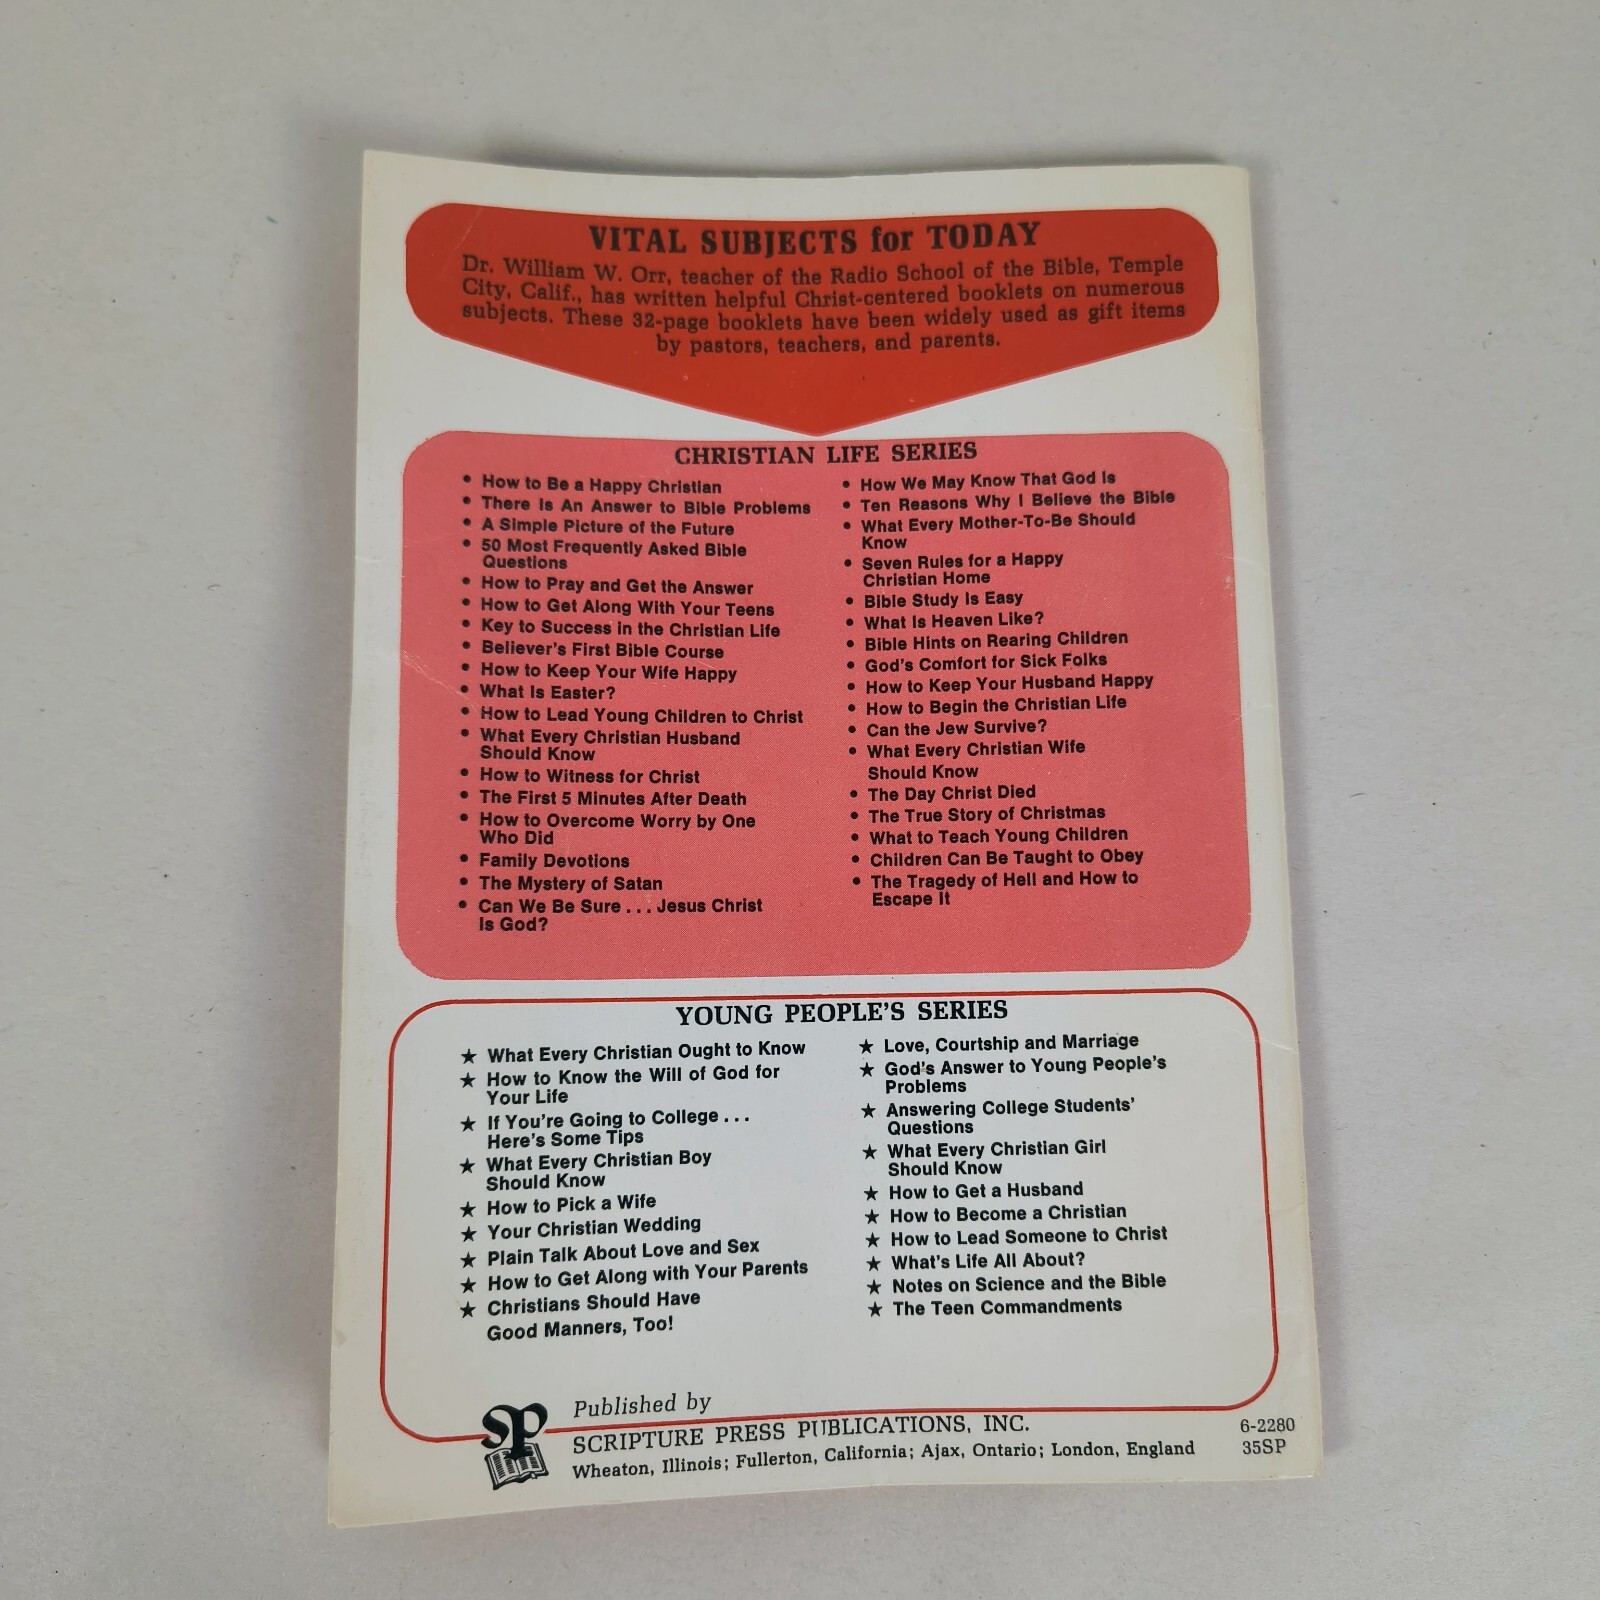 VITAL SUBJECTS for TODAY
Dr. William W. Orr, teacher of the Radio School of the Bible, Temple
City, Calif., has written helpful Christ-centered booklets on numerous
subjects. These 32-page booklets have been widely used as gift items
by pastors, teachers, and parents.
CHRISTIAN LIFE SERIES
• How to Be a Happy Christian
• There Is An Answer to Bible Problems
• A Simple Picture of the Future
• 50 Most Frequently Asked Bible
Questions
• How to Pray and Get the Answer
• How to Get Along With Your Teens
• Key to Success in the Christian Life
• Believer's First Bible Course
• How to Keep Your Wife Happy
• What Is Easter?
• How to Lead Young Children to Christ
• What Every Christian Husband
Should Know
• How to Witness for Christ
• The First 5 Minutes After Death
• How to Overcome Worry by One
Who Did
• Family Devotions
• The Mystery of Satan
• Can We Be Sure . . . Jesus Christ
Is God?
• How We May Know That God Is
• Ten Reasons Why I Believe the Bible
• What Every Mother-To-Be Should
Know
• Seven Rules for a Happy
Christian Home
• Bible Study Is Easy
• What Is Heaven Like?
• Bible Hints on Rearing Children
• God's Comfort for Sick Folks
• How to Keep Your Husband Happy
• How to Begin the Christian Life
• Can the Jew Survive?
• What Every Christian Wife
Should Know
• The Day Christ Died
• The True Story of Christmas
• What to Teach Young Children
• Children Can Be Taught to Obey
• The Tragedy of Hell and How to
Escape It
YOUNG PEOPLE'S SERIES
★ What Every Christian Ought to Know
★ How to Know the Will of God for
Your Life
★ If You're Going to College . . .
Here's Some Tips
★ What Every Christian Boy
Should Know
★ How to Pick a Wife
★ Your Christian Wedding
★ Plain Talk About Love and Sex
★ How to Get Along with Your Parents
★ Christians Should Have
Good Manners, Too!
★ Love, Courtship and Marriage
★ God's Answer to Young People's
Problems
★ Answering College Students'
Questions
★ What Every Christian Girl
Should Know
★ How to Get a Husband
★ How to Become a Christian
★ How to Lead Someone to Christ
★ What's Life All About?
★ Notes on Science and the Bible
★ The Teen Commandments
SP
Published by
SCRIPTURE PRESS PUBLICATIONS, INC.
Wheaton, Illinois; Fullerton, California; Ajax, Ontario; London, England
6-2280
35SP